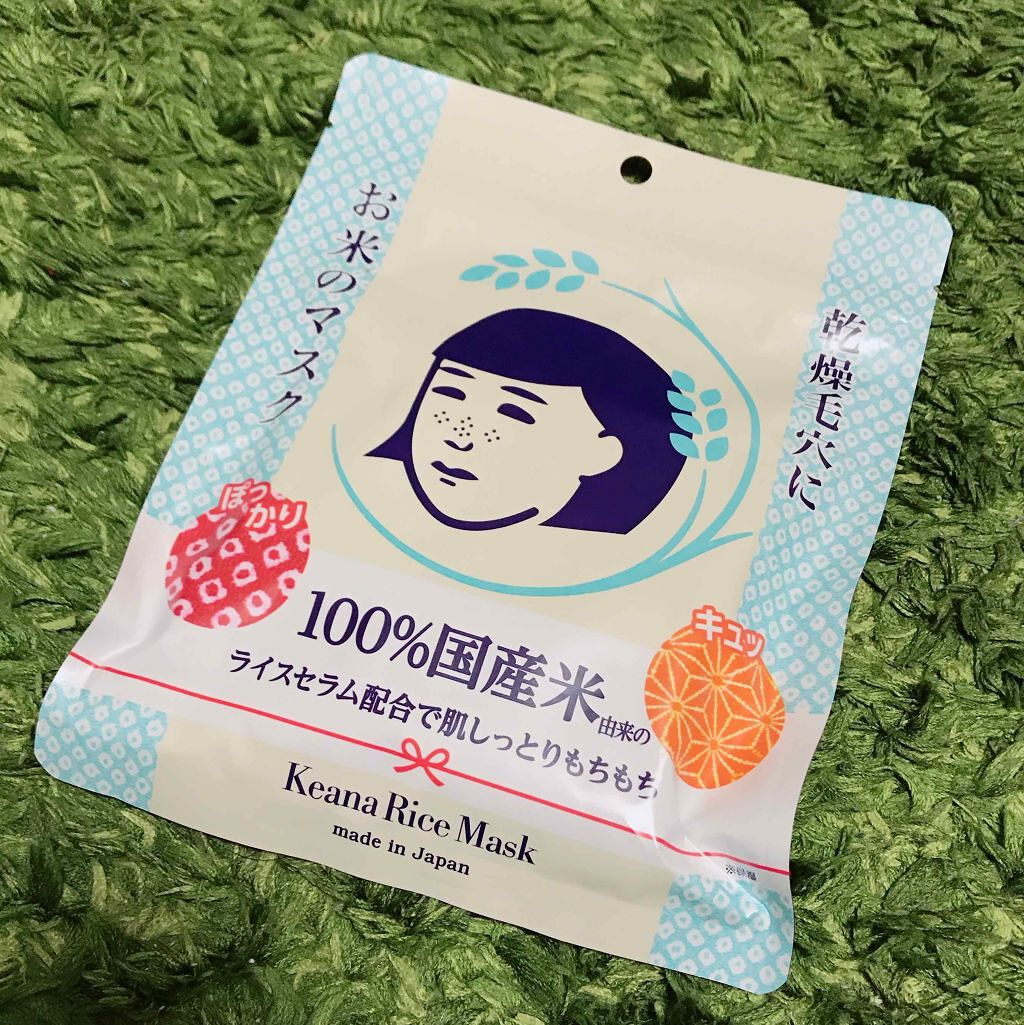 お米のマスク
乾燥毛穴に
ぽっ
かり
キュッ
100%国産米由来の
ライスセラム配合で肌しっとりもちもち
Keana Rice Mask
made in Japan
※保湿